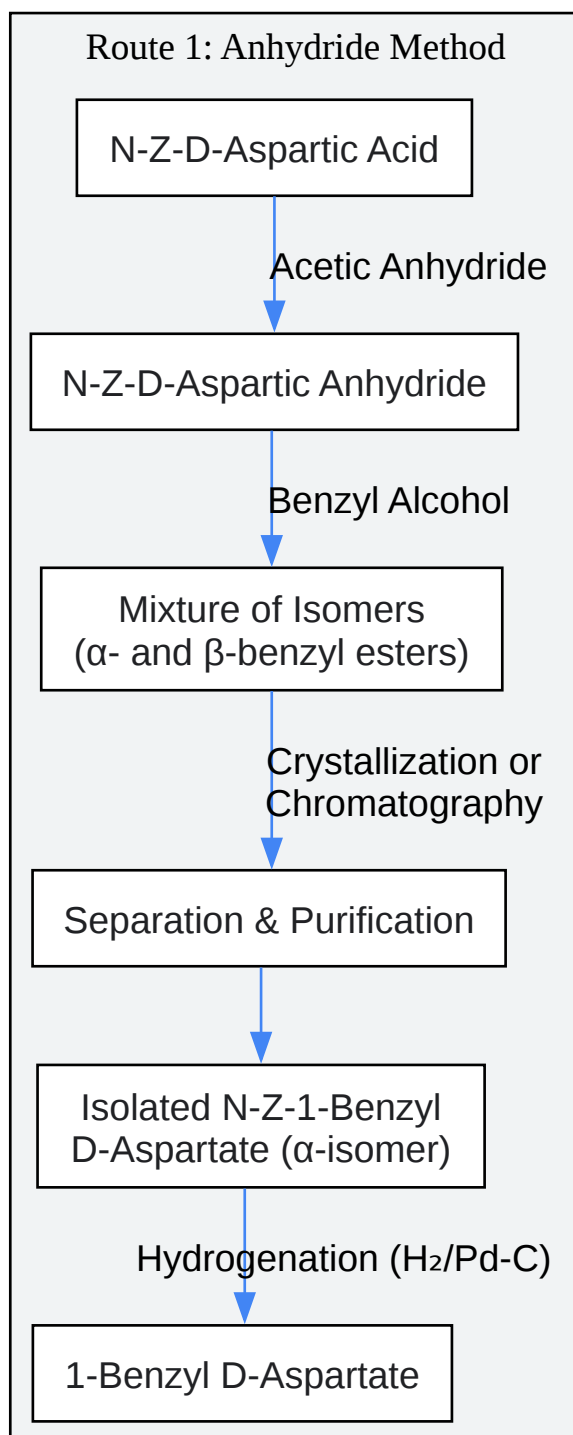 Route 1: Anhydride Method
N-Z-D-Aspartic Acid
Acetic Anhydride
N-Z-D-Aspartic Anhydride
Benzyl Alcohol
Mixture of Isomers
(α- and β-benzyl esters)
Crystallization or
Chromatography
Separation & Purification
Isolated N-Z-1-Benzyl
D-Aspartate (α-isomer)
Hydrogenation (H₂/Pd-C)
1-Benzyl D-Aspartate